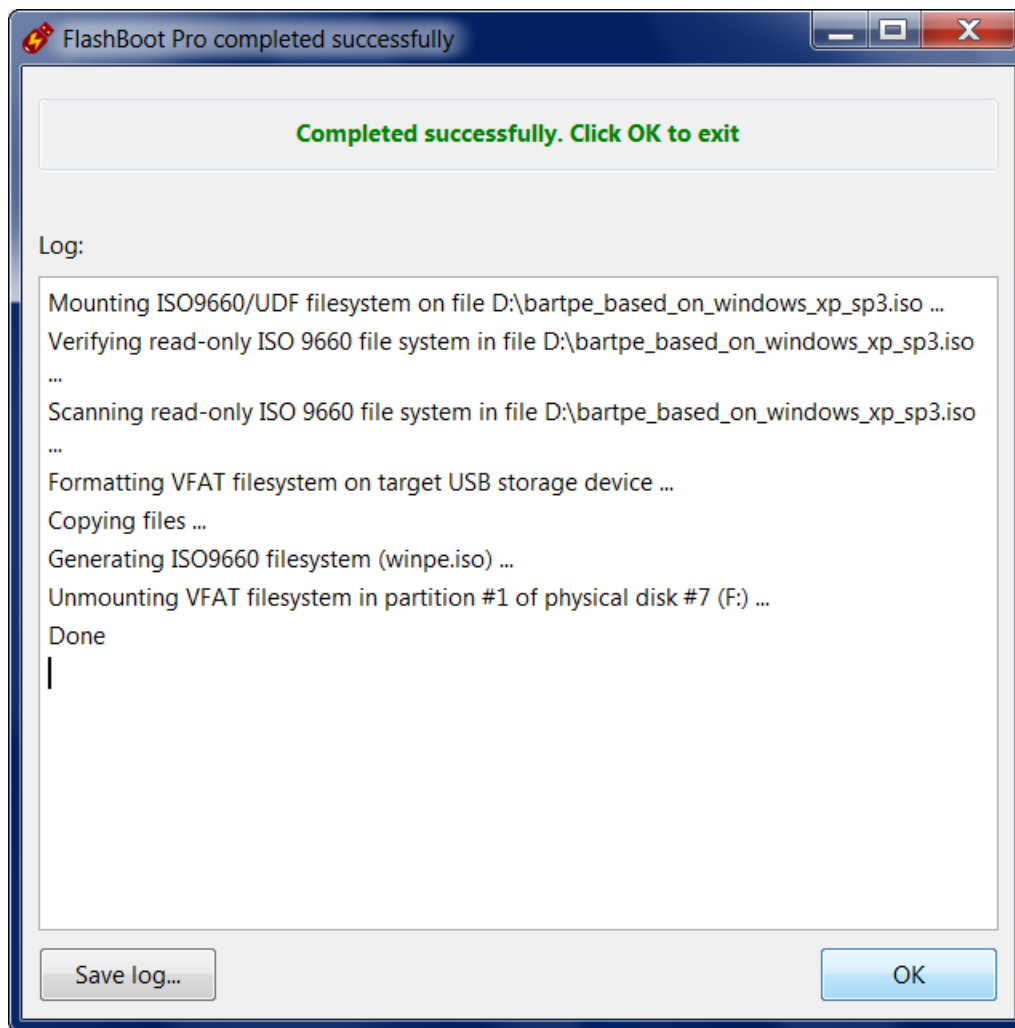 FlashBoot Pro completed successfully
Completed successfully. Click OK to exit
Log:
Mounting ISO9660/UDF filesystem on file D:\bartpe_based_on_windows_xp_sp3.iso ...
Verifying read-only ISO 9660 file system in file D:\bartpe_based_on_windows_xp_sp3.iso
...
Scanning read-only ISO 9660 file system in file D:\bartpe_based_on_windows_xp_sp3.iso
...
Formatting VFAT filesystem on target USB storage device ...
Copying files ...
Generating ISO9660 filesystem (winpe.iso) ...
Unmounting VFAT filesystem in partition #1 of physical disk #7 (F:) ...
Done
Save log...
OK